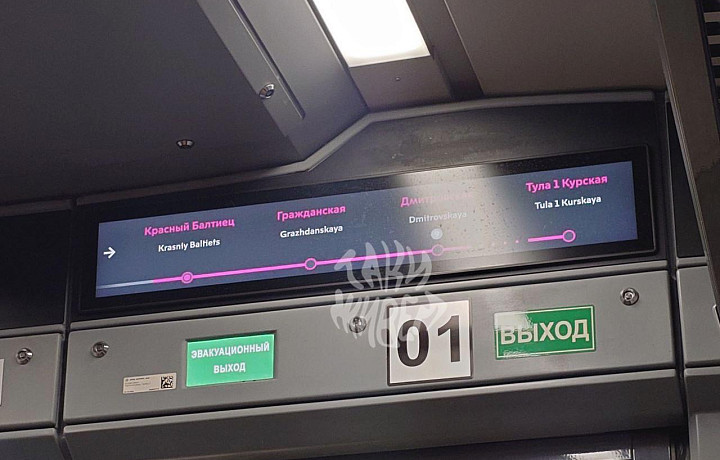 Красный Балтиец
Krasniy Baltiets
Гражданская
Grazhdanskaya
Dmitrovskaya
Тула 1 Курская
Tula 1 Kurskaya
ЭВАКУАЦИОННЫЙ
ВЫХОД
01
ВЫХОД